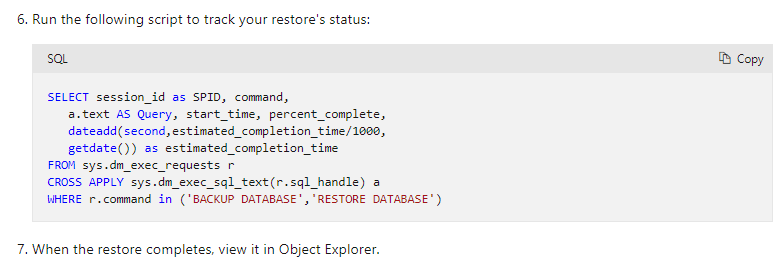 6. Run the following script to track your restore's status:
SQL
Copy
SELECT session_id as SPID, command,
a.text AS Query, start_time, percent_complete,
dateadd(second,estimated_completion_time/1000,
getdate()) as estimated_completion_time
FROM sys.dm_exec_requests r
CROSS APPLY sys.dm_exec_sql_text(r.sql_handle) a
WHERE r.command in ('BACKUP DATABASE','RESTORE DATABASE')
7. When the restore completes, view it in Object Explorer.